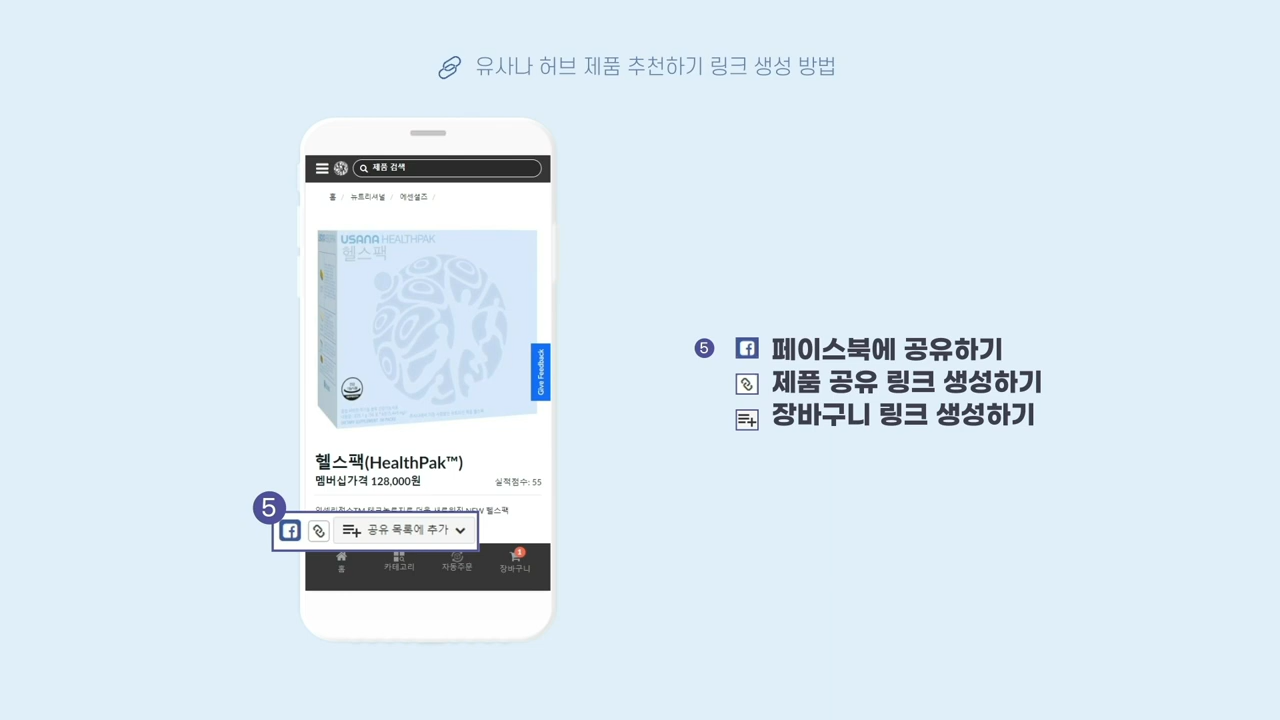 유사나 허브 제품 추천하기 링크 생성 방법
제품 검색
홈 / 뉴트리셔널 / 에센셜즈 /
USANA HEALTHPAK
헬스팩
Give Feedback
헬스팩(HealthPak™)
멤버십가격 128,000원
실적점수: 55
NEW 헬스팩
5
공유 목록에 추가
1
홈
카테고리
자동주문
장바구니
5 페이스북에 공유하기
제품 공유 링크 생성하기
장바구니 링크 생성하기